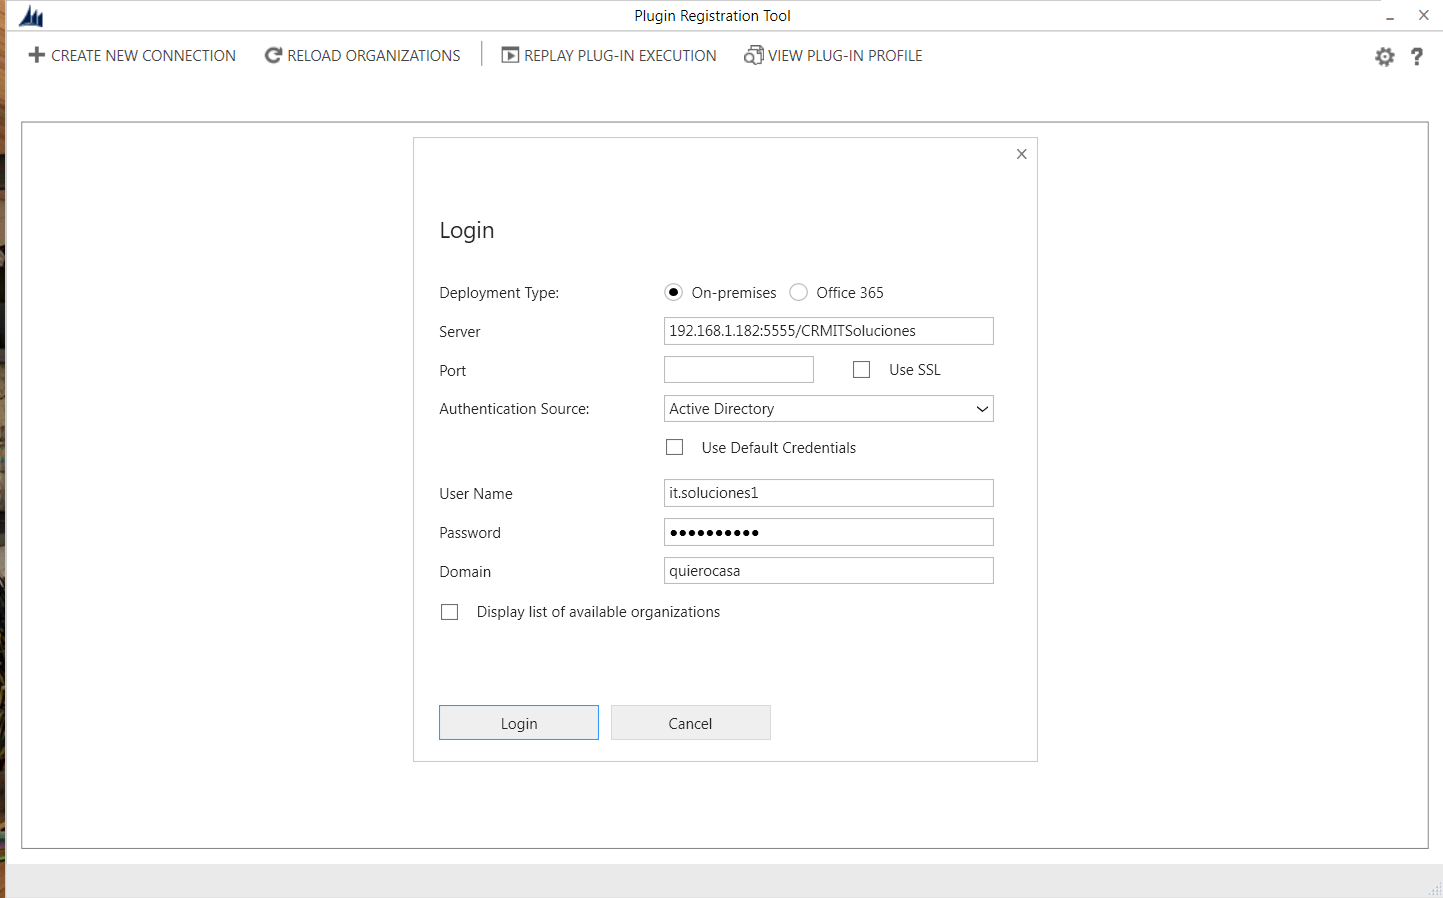 Plugin Registration Tool
CREATE NEW CONNECTION RELOAD ORGANIZATIONS REPLAY PLUG-IN EXECUTION VIEW PLUG-IN PROFILE
Login
Deployment Type: On-premises Office 365
Server 192.168.1.182:5555/CRMITSoluciones
Port Use SSL
Authentication Source: Active Directory
Use Default Credentials
User Name it.soluciones1
Password ●●●●●●●●●●
Domain quierocasa
Display list of available organizations
Login Cancel